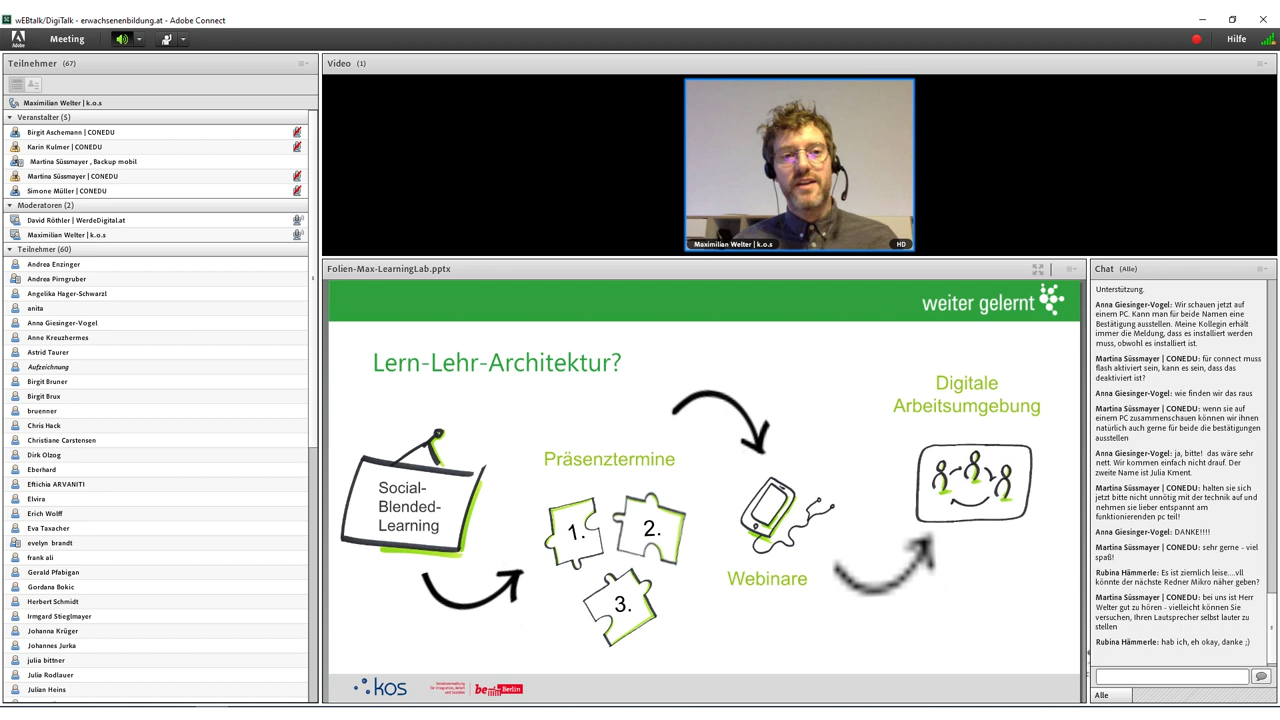 wEBtalk/DigiTalk - erwachsenenbildung.at - Adobe Connect
Adobe
Meeting
Hilfe
Teilnehmer (67)
Maximilian Welter | k.o.s
Veranstalter (5)
Birgit Aschemann | CONEDU
Karin Kulmer | CONEDU
Martina Süssmayer , Backup mobil
Martina Süssmayer | CONEDU
Simone Müller | CONEDU
Moderatoren (2)
David Röthler | WerdeDigital.at
Maximilian Welter | k.o.s
Teilnehmer (60)
Andrea Enzinger
Andrea Pirngruber
Angelika Hager-Schwarzl
anita
Anna Giesinger-Vogel
Anne Kreuzhermes
Astrid Taurer
Aufzeichnung
Birgit Bruner
Birgit Brux
bruenner
Chris Hack
Christiane Carstensen
Dirk Olzog
Eberhard
Eftichia ARVANITI
Elvira
Erich Wolff
Eva Taxacher
evelyn brandt
frank ali
Gerald Pfabigan
Gordana Bokic
Herbert Schmidt
Irmgard Stieglmayer
Johanna Krüger
Johannes Jurka
julia bittner
Julia Rodlauer
Julian Heins
Video (1)
Maximilian Welter | k.o.s
HD
Folien-Max-LearningLab.pptx
weiter gelernt
Lern-Lehr-Architektur?
Social-
Blended-
Learning
Präsenztermine
1.
2.
3.
Webinare
Digitale
Arbeitsumgebung
kos
Berlin
Chat (Alle)
Unterstützung.
Anna Giesinger-Vogel: Wir schauen jetzt auf
einem PC. Kann man für beide Namen eine
Bestätigung ausstellen. Meine Kollegin erhält
immer die Meldung, dass es installiert werden
muss, obwohl es installiert ist.
Martina Süssmayer | CONEDU: für connect muss
flash aktiviert sein, kann es sein, dass das
deaktiviert ist?
Anna Giesinger-Vogel: wie finden wir das raus
Martina Süssmayer | CONEDU: wenn sie auf
einem PC zusammenschauen können wir ihnen
natürlich auch gerne für beide die bestätigungen
ausstellen
Anna Giesinger-Vogel: ja, bitte! das wäre sehr
nett. Wir kommen einfach nicht drauf. Der
zweite Name ist Julia Kment.
Martina Süssmayer | CONEDU: halten sie sich
jetzt bitte nicht unnötig mit der technik auf und
nehmen sie lieber entspannt am
funktionierenden pc teil!
Anna Giesinger-Vogel: DANKE!!!!
Martina Süssmayer | CONEDU: sehr gerne - viel
spaß!
Rubina Hämmerle: Es ist ziemlich leise....vll
könnte der nächste Redner Mikro näher geben?
Martina Süssmayer | CONEDU: bei uns ist Herr
Welter gut zu hören - vielleicht können Sie
versuchen, Ihren Lautsprecher selbst lauter zu
stellen
Rubina Hämmerle: hab ich, eh okay, danke ;)
Alle